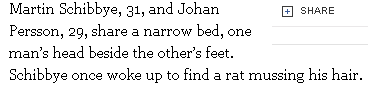 Martin Schibbye, 31, and Johan
SHARE
Persson, 29, share a narrow bed, one
man's head beside the other's feet.
Schibbye once woke up to find a rat mussing his hair.